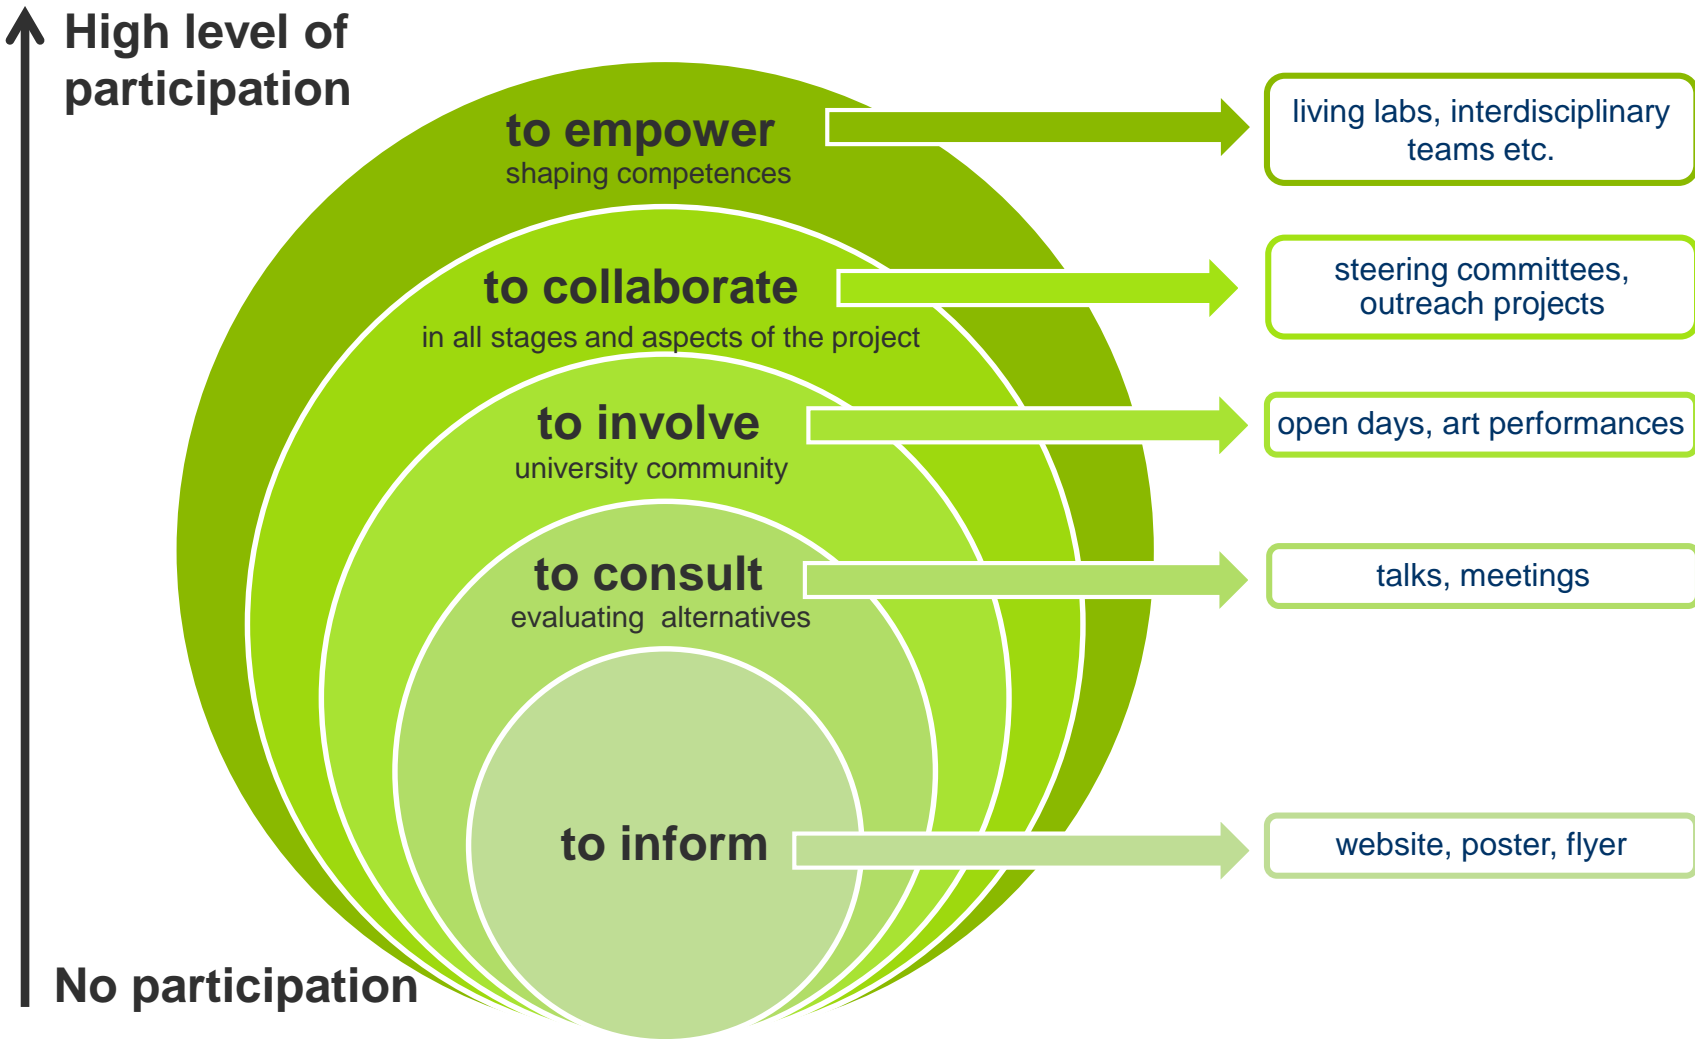 High level of
participation
to empower
shaping competences
living labs, interdisciplinary
teams etc.
to collaborate
in all stages and aspects of the project
steering committees,
outreach projects
to involve
university community
open days, art performances
to consult
evaluating  alternatives
talks, meetings
to inform
website, poster, flyer
No participation